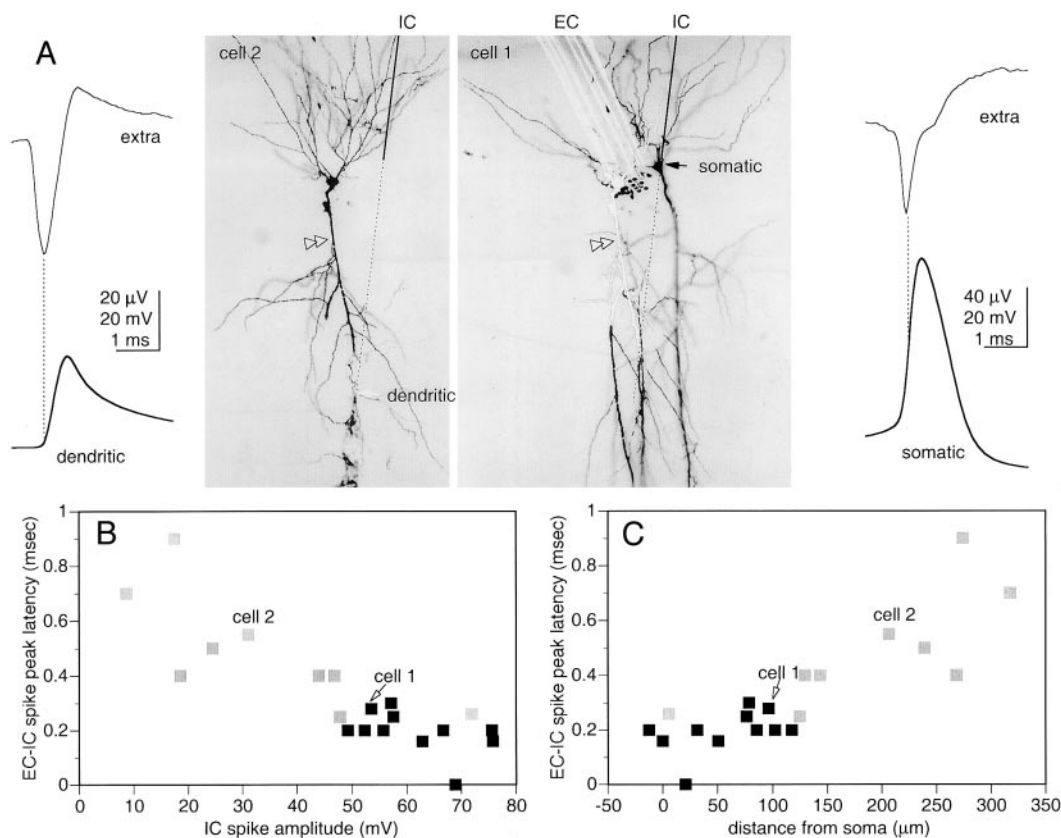 IC EC IC
A
cell 2
cell 1
extra
extra
somatic
20 µV
20 mV
1 ms
40 µV
20 mV
1 ms
dendritic
dendritic
somatic
B
EC-IC spike peak latency (msec)
1
0.8
0.6
0.4
0.2
0
cell 2
cell 1
0 10 20 30 40 50 60 70 80
IC spike amplitude (mV)
C
EC-IC spike peak latency (msec)
1
0.8
0.6
0.4
0.2
0
cell 2
cell 1
-50 0 50 100 150 200 250 300 350
distance from soma (µm)